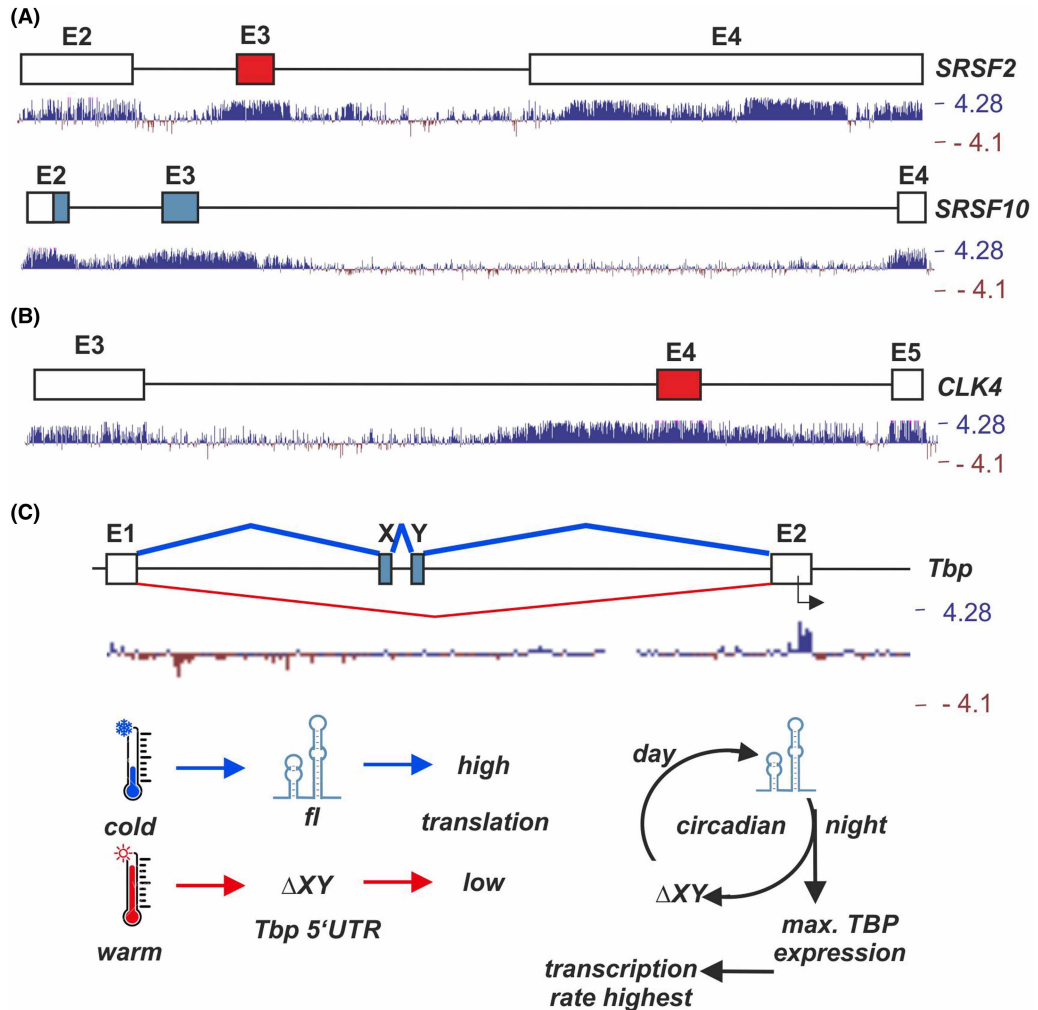 (A)
E2 E3 E4
SRSF2
4.28
- 4.1
E2 E3 E4
SRSF10
4.28
- 4.1
(B)
E3 E4 E5
CLK4
4.28
- 4.1
(C)
E1 X Y E2
Tbp
4.28
- 4.1
cold
fl
high
translation
warm
ΔXY
low
Tbp 5‘UTR
day
circadian
night
ΔXY
max. TBP
expression
transcription
rate highest